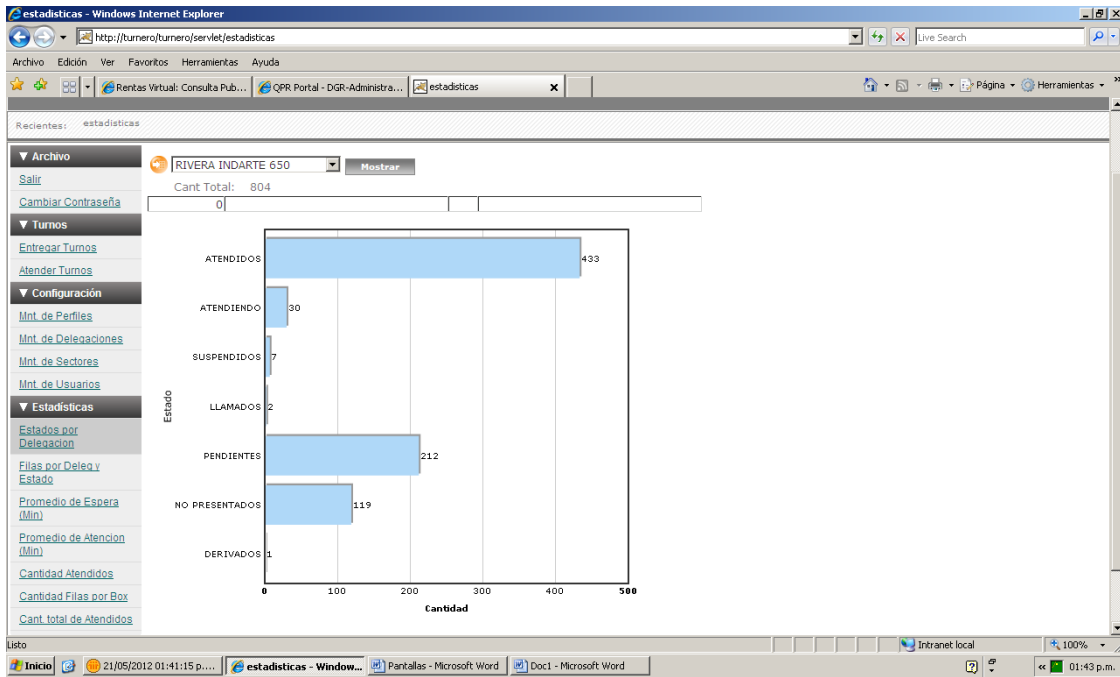 estadisticas - Windows Internet Explorer
http://turnero/turnero/servlet/estadisticas
Live Search
Archivo Edición Ver Favoritos Herramientas Ayuda
Rentas Virtual: Consulta Pub... QPR Portal - DGR-Administra... estadisticas Página Herramientas
Recientes: estadisticas
Archivo
Salir
Cambiar Contraseña
Turnos
Entregar Turnos
Atender Turnos
Configuración
Mnt. de Perfiles
Mnt. de Delegaciones
Mnt. de Sectores
Mnt. de Usuarios
Estadísticas
Estados por
Delegacion
Filas por Deleg y
Estado
Promedio de Espera
(Min)
Promedio de Atencion
(Min)
Cantidad Atendidos
Cantidad Filas por Box
Cant. total de Atendidos
RIVERA INDARTE 650 Mostrar
Cant Total: 804
0
Estado
ATENDIDOS 433
ATENDIENDO 30
SUSPENDIDOS 7
LLAMADOS 2
PENDIENTES 212
NO PRESENTADOS 119
DERIVADOS 1
0 100 200 300 400 500
Cantidad
Listo Intranet local 100%
Inicio 21/05/2012 01:41:15 p.... estadisticas - Window... Pantallas - Microsoft Word Doc1 - Microsoft Word 01:43 p.m.